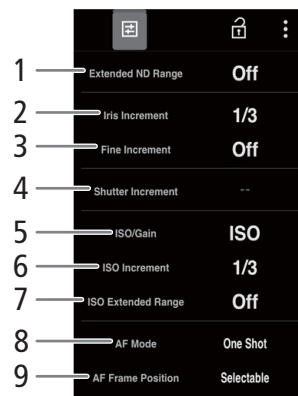 1 Extended ND Range Off
2 Iris Increment 1/3
3 Fine Increment Off
4 Shutter Increment --
5 ISO/Gain ISO
6 ISO Increment 1/3
7 ISO Extended Range Off
8 AF Mode One Shot
9 AF Frame Position Selectable